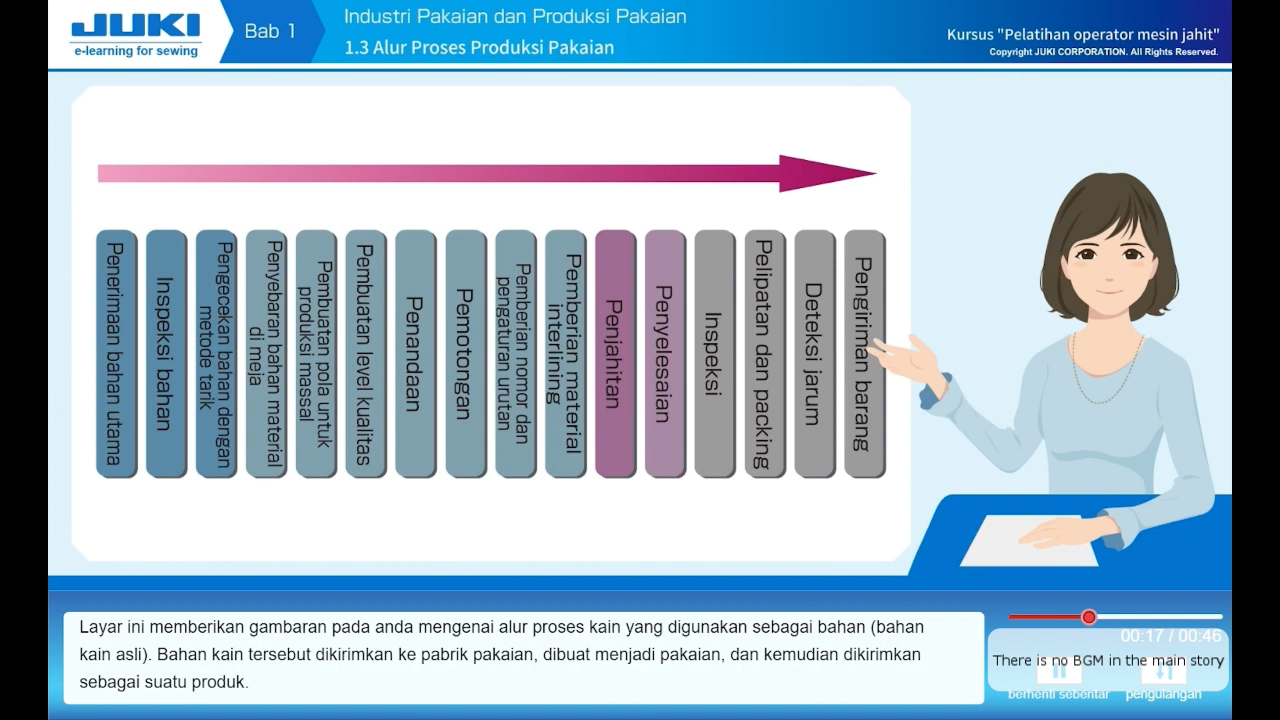 JUKI
e-learning for sewing
Bab 1
Industri Pakaian dan Produksi Pakaian
1.3 Alur Proses Produksi Pakaian
Kursus "Pelatihan operator mesin jahit"
Copyright JUKI CORPORATION. All Rights Reserved.
Penerimaan bahan utama
Inspeksi bahan
Pengecekan bahan dengan
metode tarik
Penyebaran bahan material
di meja
Pembuatan pola untuk
produksi massal
Pembuatan level kualitas
Penandaan
Pemotongan
Pemberian nomor dan
pengaturan urutan
Pemberian material
interlining
Penjahitan
Penyelesaian
Inspeksi
Pelipatan dan packing
Deteksi jarum
Pengiriman barang
Layar ini memberikan gambaran pada anda mengenai alur proses kain yang digunakan sebagai bahan (bahan
kain asli). Bahan kain tersebut dikirimkan ke pabrik pakaian, dibuat menjadi pakaian, dan kemudian dikirimkan
sebagai suatu produk.
00:17 / 00:46
There is no BGM in the main story
berhenti sebentar
pengulangan